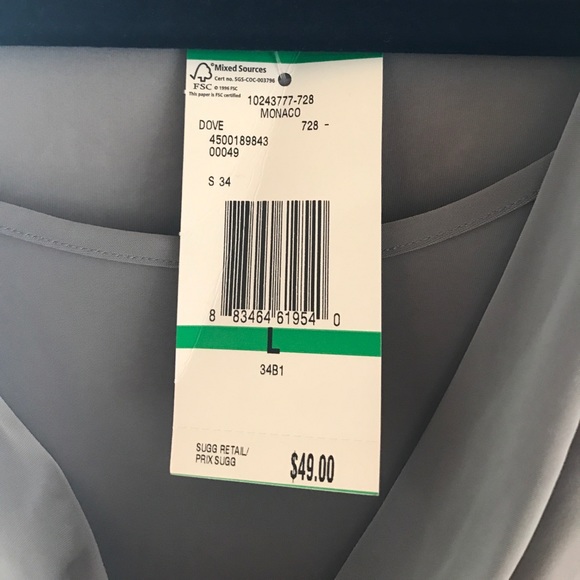 Mixed Sources
Cert no. SGS-COC-003796
FSC © 1996 FSC
This paper is FSC certified
10243777-728
MONACO
DOVE 728 -
4500189843
00049
S 34
8 83464 61954 0
L
34B1
SUGG RETAIL/
PRIX SUGG
$49.00